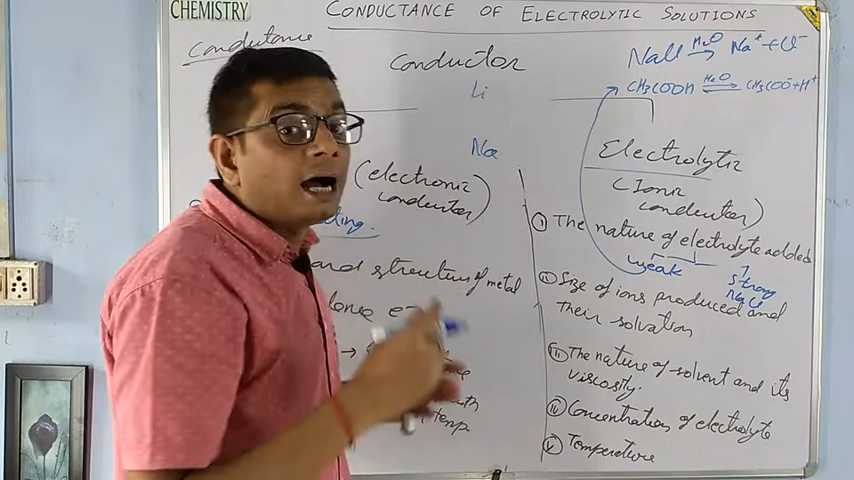 CHEMISTRY
CONDUCTANCE OF ELECTROLYTIC SOLUTIONS
Conductance
Conductor
NaCl H2O → Na+ + Cl-
CH3COOH H2O ⇌ CH3COO- + H+
Li
Na
(electronic
conductor)
and structure of metal
temp
Electrolytic
(Ionic
conductor)
(i) The nature of electrolyte added
weak
strong
NaCl
(ii) Size of ions produced and
their solvation
(iii) The nature of solvent and its
viscosity.
(iv) Concentration of electrolyte
(v) Temperature